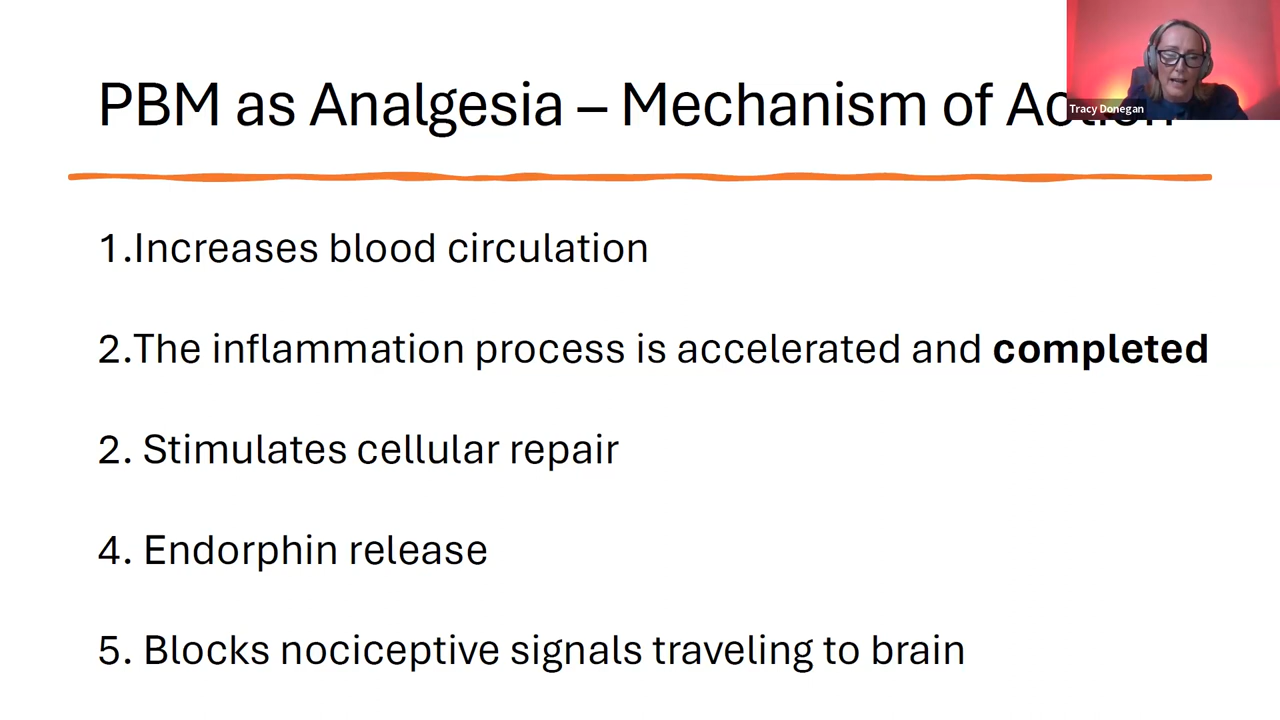 PBM as Analgesia – Mechanism of Action
Tracy Donegan
1.Increases blood circulation
2.The inflammation process is accelerated and completed
2. Stimulates cellular repair
4. Endorphin release
5. Blocks nociceptive signals traveling to brain